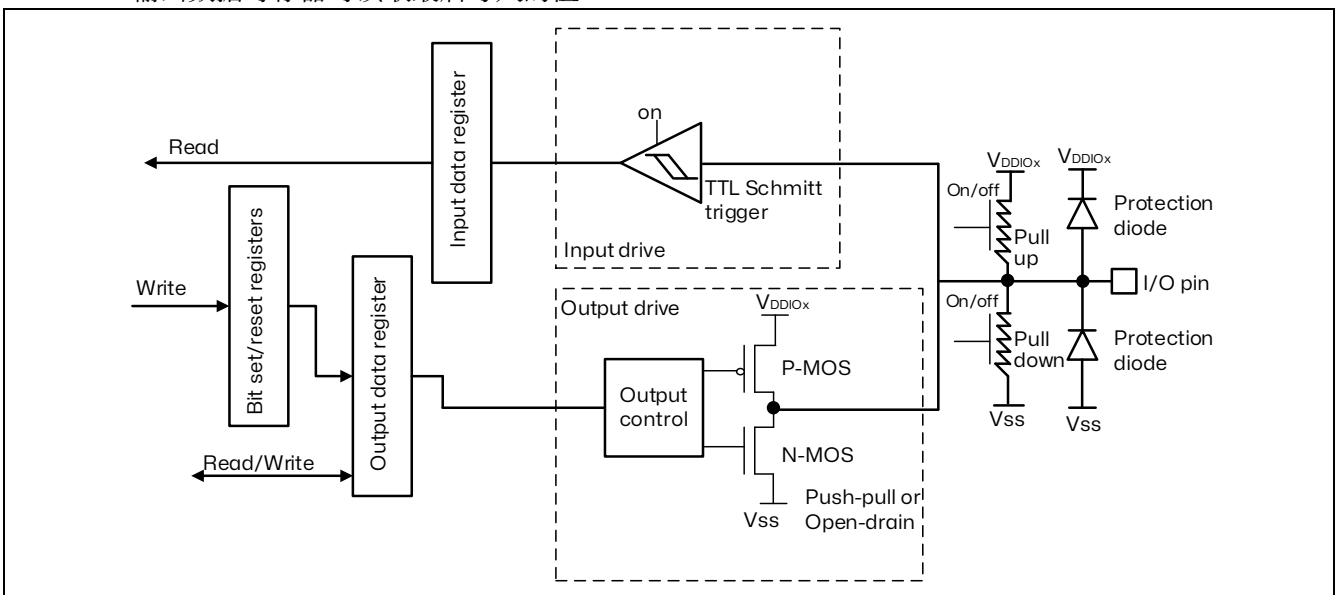 Read
Input data register
on
TTL Schmitt
trigger
Input drive
Write
Bit set/reset registers
Output data register
Read/Write
Output drive
VDDIOx
Output
control
P-MOS
N-MOS
Vss
Push-pull or
Open-drain
VDDIOx
VDDIOx
On/off
Pull
up
Protection
diode
I/O pin
On/off
Pull
down
Protection
diode
Vss
Vss